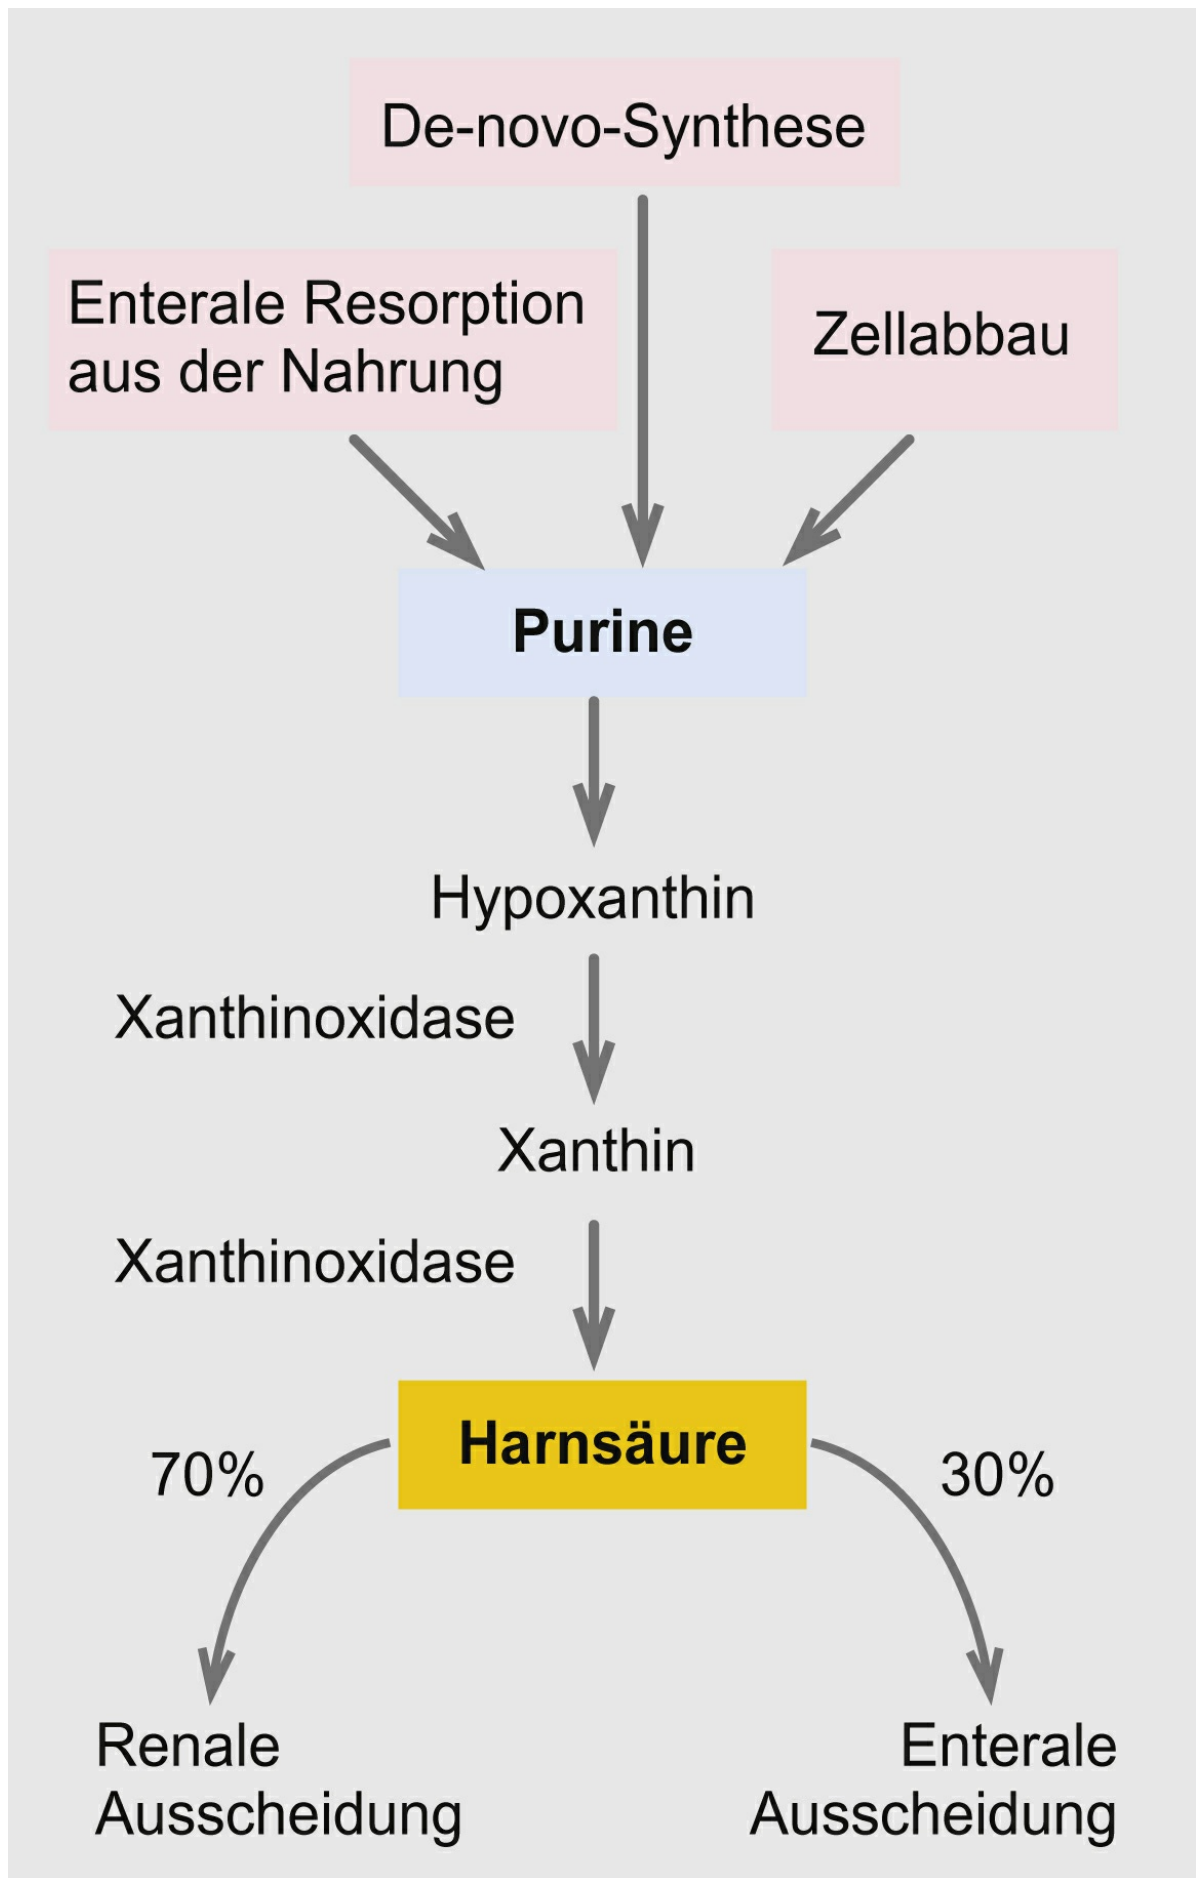 De-novo-Synthese
Enterale Resorption
aus der Nahrung
Zellabbau
Purine
Hypoxanthin
Xanthinoxidase
Xanthin
Xanthinoxidase
Harnsäure
70%
30%
Renale
Ausscheidung
Enterale
Ausscheidung